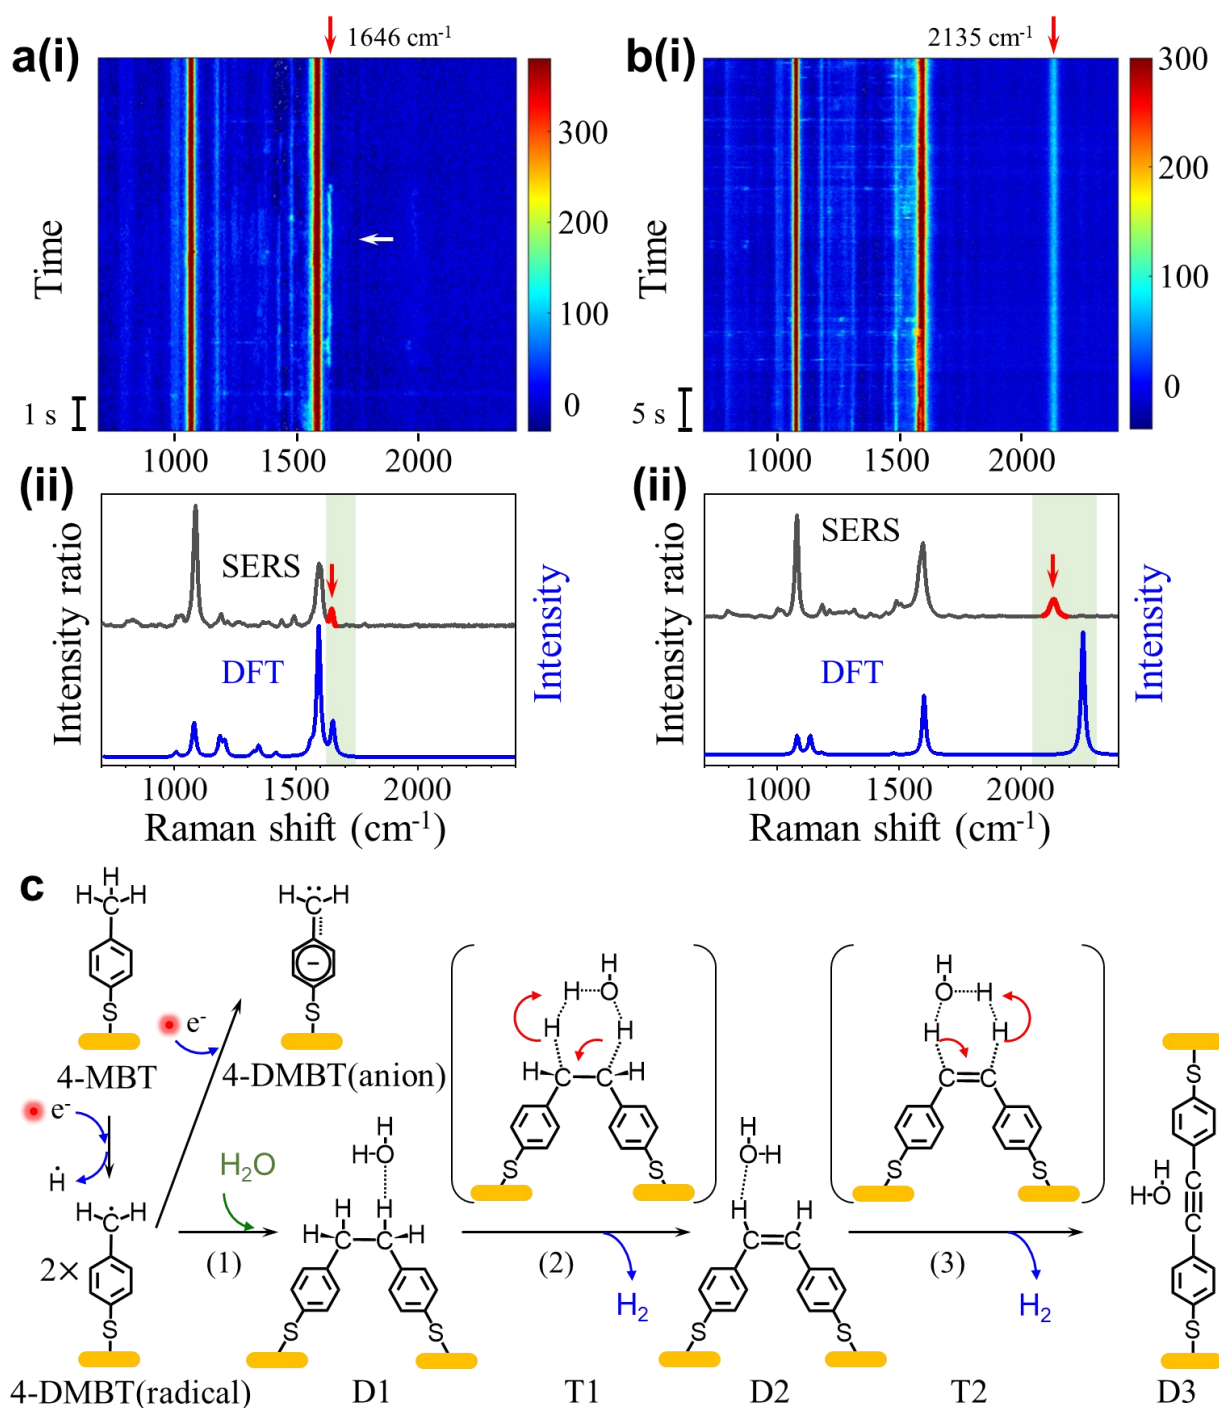 a(i)
1646 cm-1
Time
1 s
300
200
100
0
1000 1500 2000
b(i)
2135 cm-1
Time
5 s
300
200
100
0
1000 1500 2000
(ii)
Intensity ratio
SERS
DFT
Intensity
1000 1500 2000
Raman shift (cm-1)
(ii)
Intensity ratio
SERS
DFT
Intensity
1000 1500 2000
Raman shift (cm-1)
c
H
H C H
S
4-MBT
e-
Ḣ
H C H
2×
S
4-DMBT(radical)
e-
H C̈ H
−
S
4-DMBT(anion)
H2O
(1)
H
H-O
H H
H C C H
S S
D1
H
H O
H H
H C C H
S S
T1
(2)
H2
H
O-H
H H
C=C
S S
D2
H
O H
H H
C=C
S S
T2
(3)
H2
S
C
H
H-O
C
S
D3